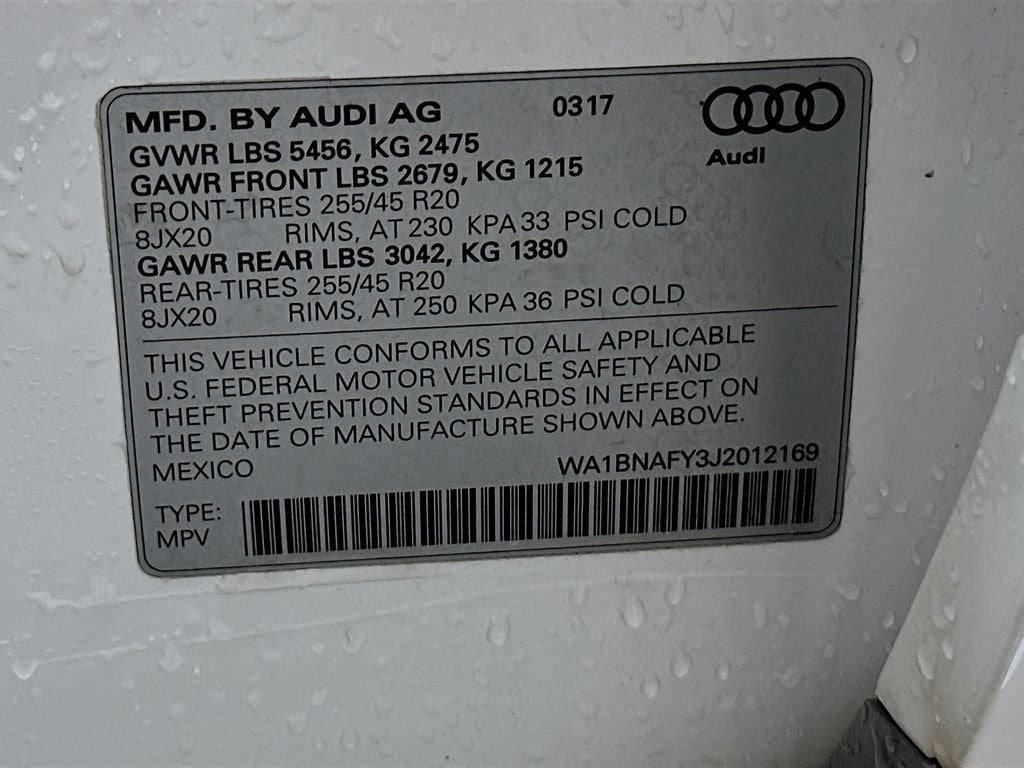 MFD. BY AUDI AG 0317
Audi
GVWR LBS 5456, KG 2475
GAWR FRONT LBS 2679, KG 1215
FRONT-TIRES 255/45 R20
8JX20 RIMS, AT 230 KPA 33 PSI COLD
GAWR REAR LBS 3042, KG 1380
REAR-TIRES 255/45 R20
8JX20 RIMS, AT 250 KPA 36 PSI COLD
THIS VEHICLE CONFORMS TO ALL APPLICABLE
U.S. FEDERAL MOTOR VEHICLE SAFETY AND
THEFT PREVENTION STANDARDS IN EFFECT ON
THE DATE OF MANUFACTURE SHOWN ABOVE.
MEXICO WA1BNAFY3J2012169
TYPE:
MPV